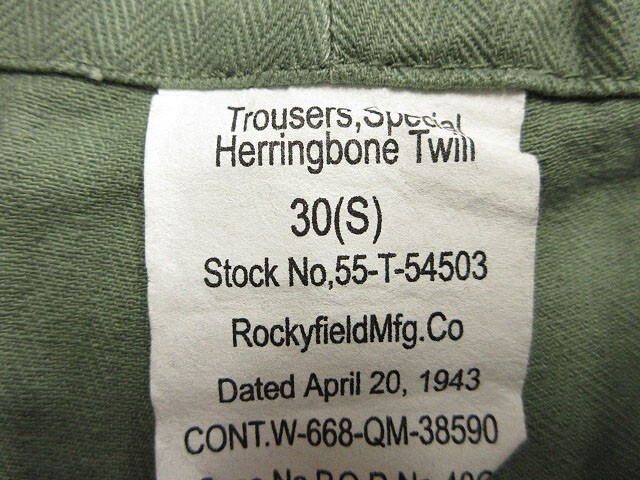 Trousers,Special
Herringbone Twill
30(S)
Stock No,55-T-54503
RockyfieldMfg.Co
Dated April 20, 1943
CONT.W-668-QM-38590